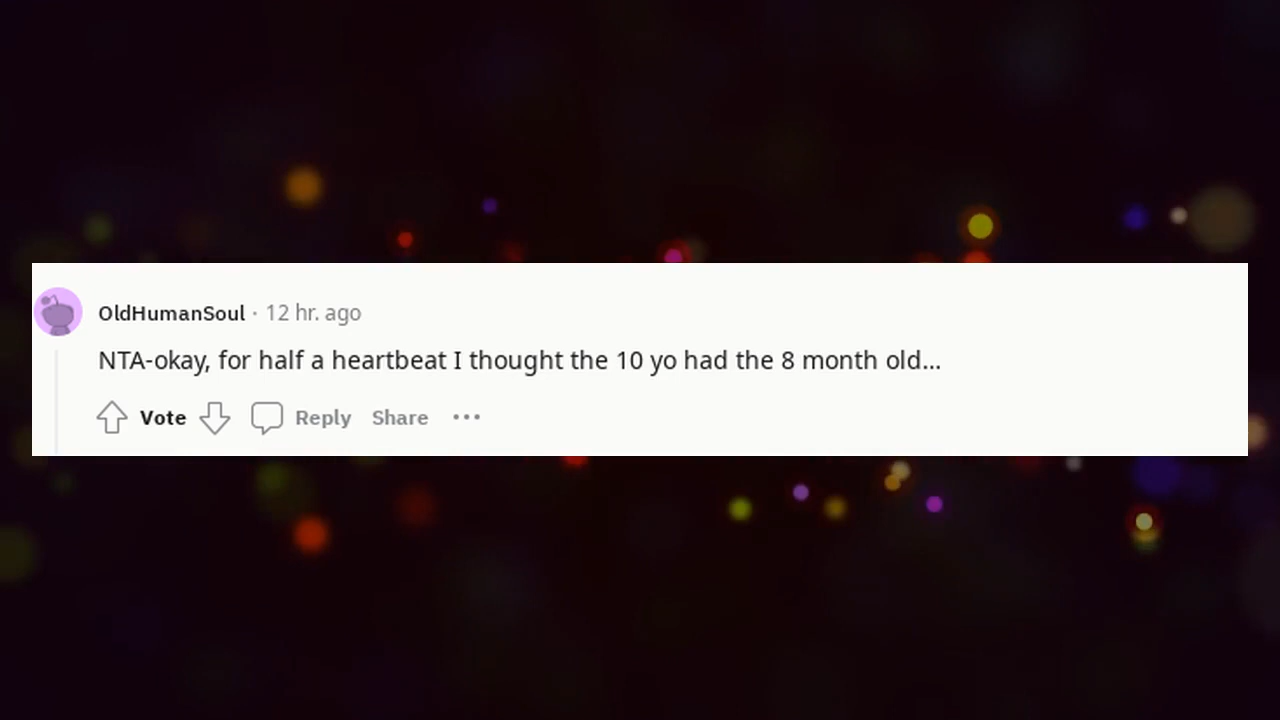 OldHumanSoul · 12 hr. ago
NTA-okay, for half a heartbeat I thought the 10 yo had the 8 month old...
Vote Reply Share ...